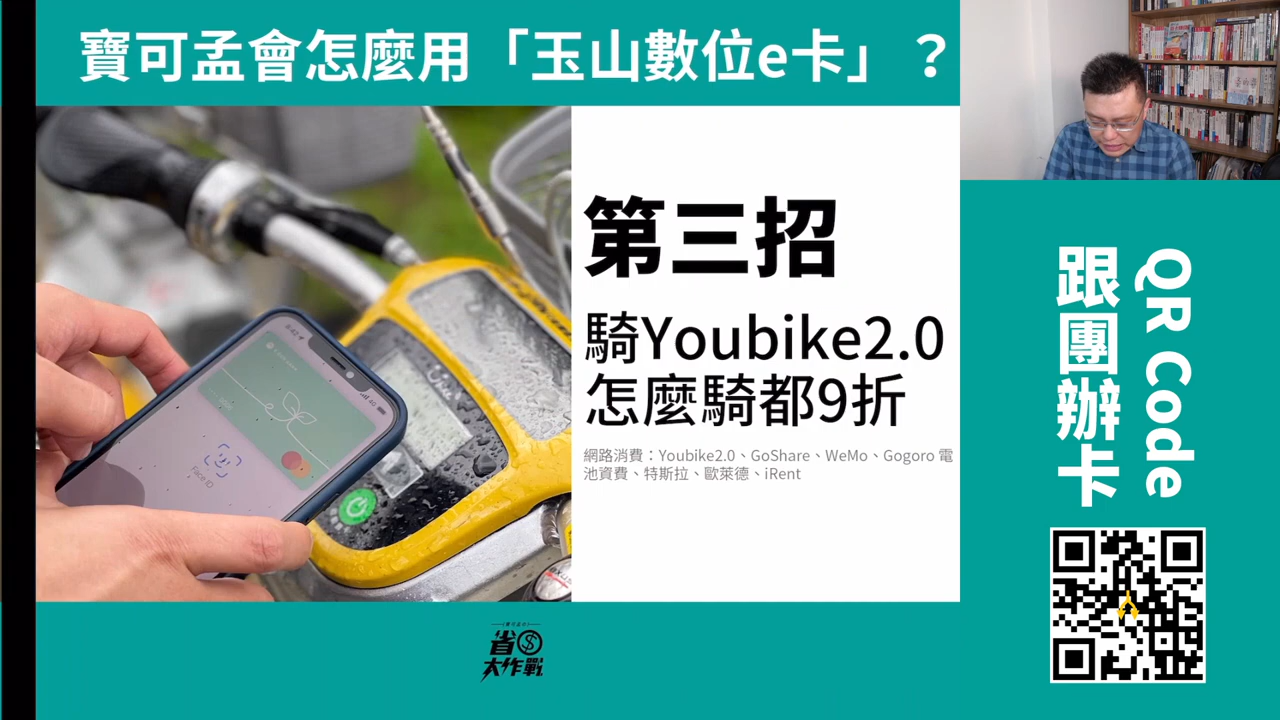 寶可孟會怎麼用「玉山數位e卡」？
第三招
騎Youbike2.0
怎麼騎都9折
網路消費：Youbike2.0、GoShare、WeMo、Gogoro 電
池資費、特斯拉、歐萊德、iRent
QR Code
跟團辦卡
Face ID
省$
大作戰